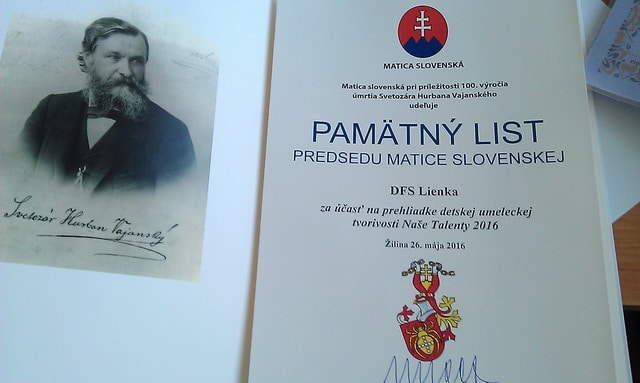 Svetozár Hurban Vajanský
MATICA SLOVENSKÁ
Matica slovenská pri príležitosti 100. výročia
úmrtia Svetozára Hurbana Vajanského
udeľuje
PAMÄTNÝ LIST
PREDSEDU MATICE SLOVENSKEJ
DFS Lienka
za účasť na prehliadke detskej umeleckej
tvorivosti Naše Talenty 2016
Žilina 26. mája 2016